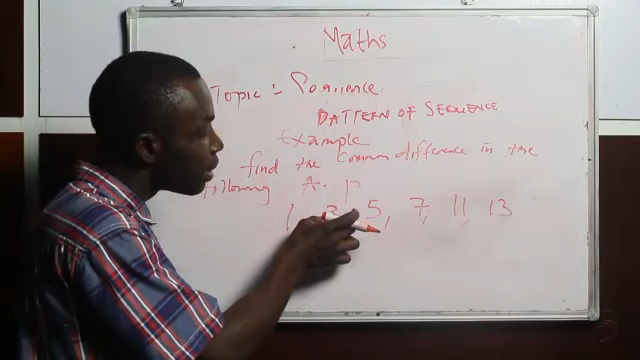 Maths
Topic :-
PATTERN OF SEQUENCE
Example
find the Common difference in the
following A. P
1 3 5, 7, 11, 13